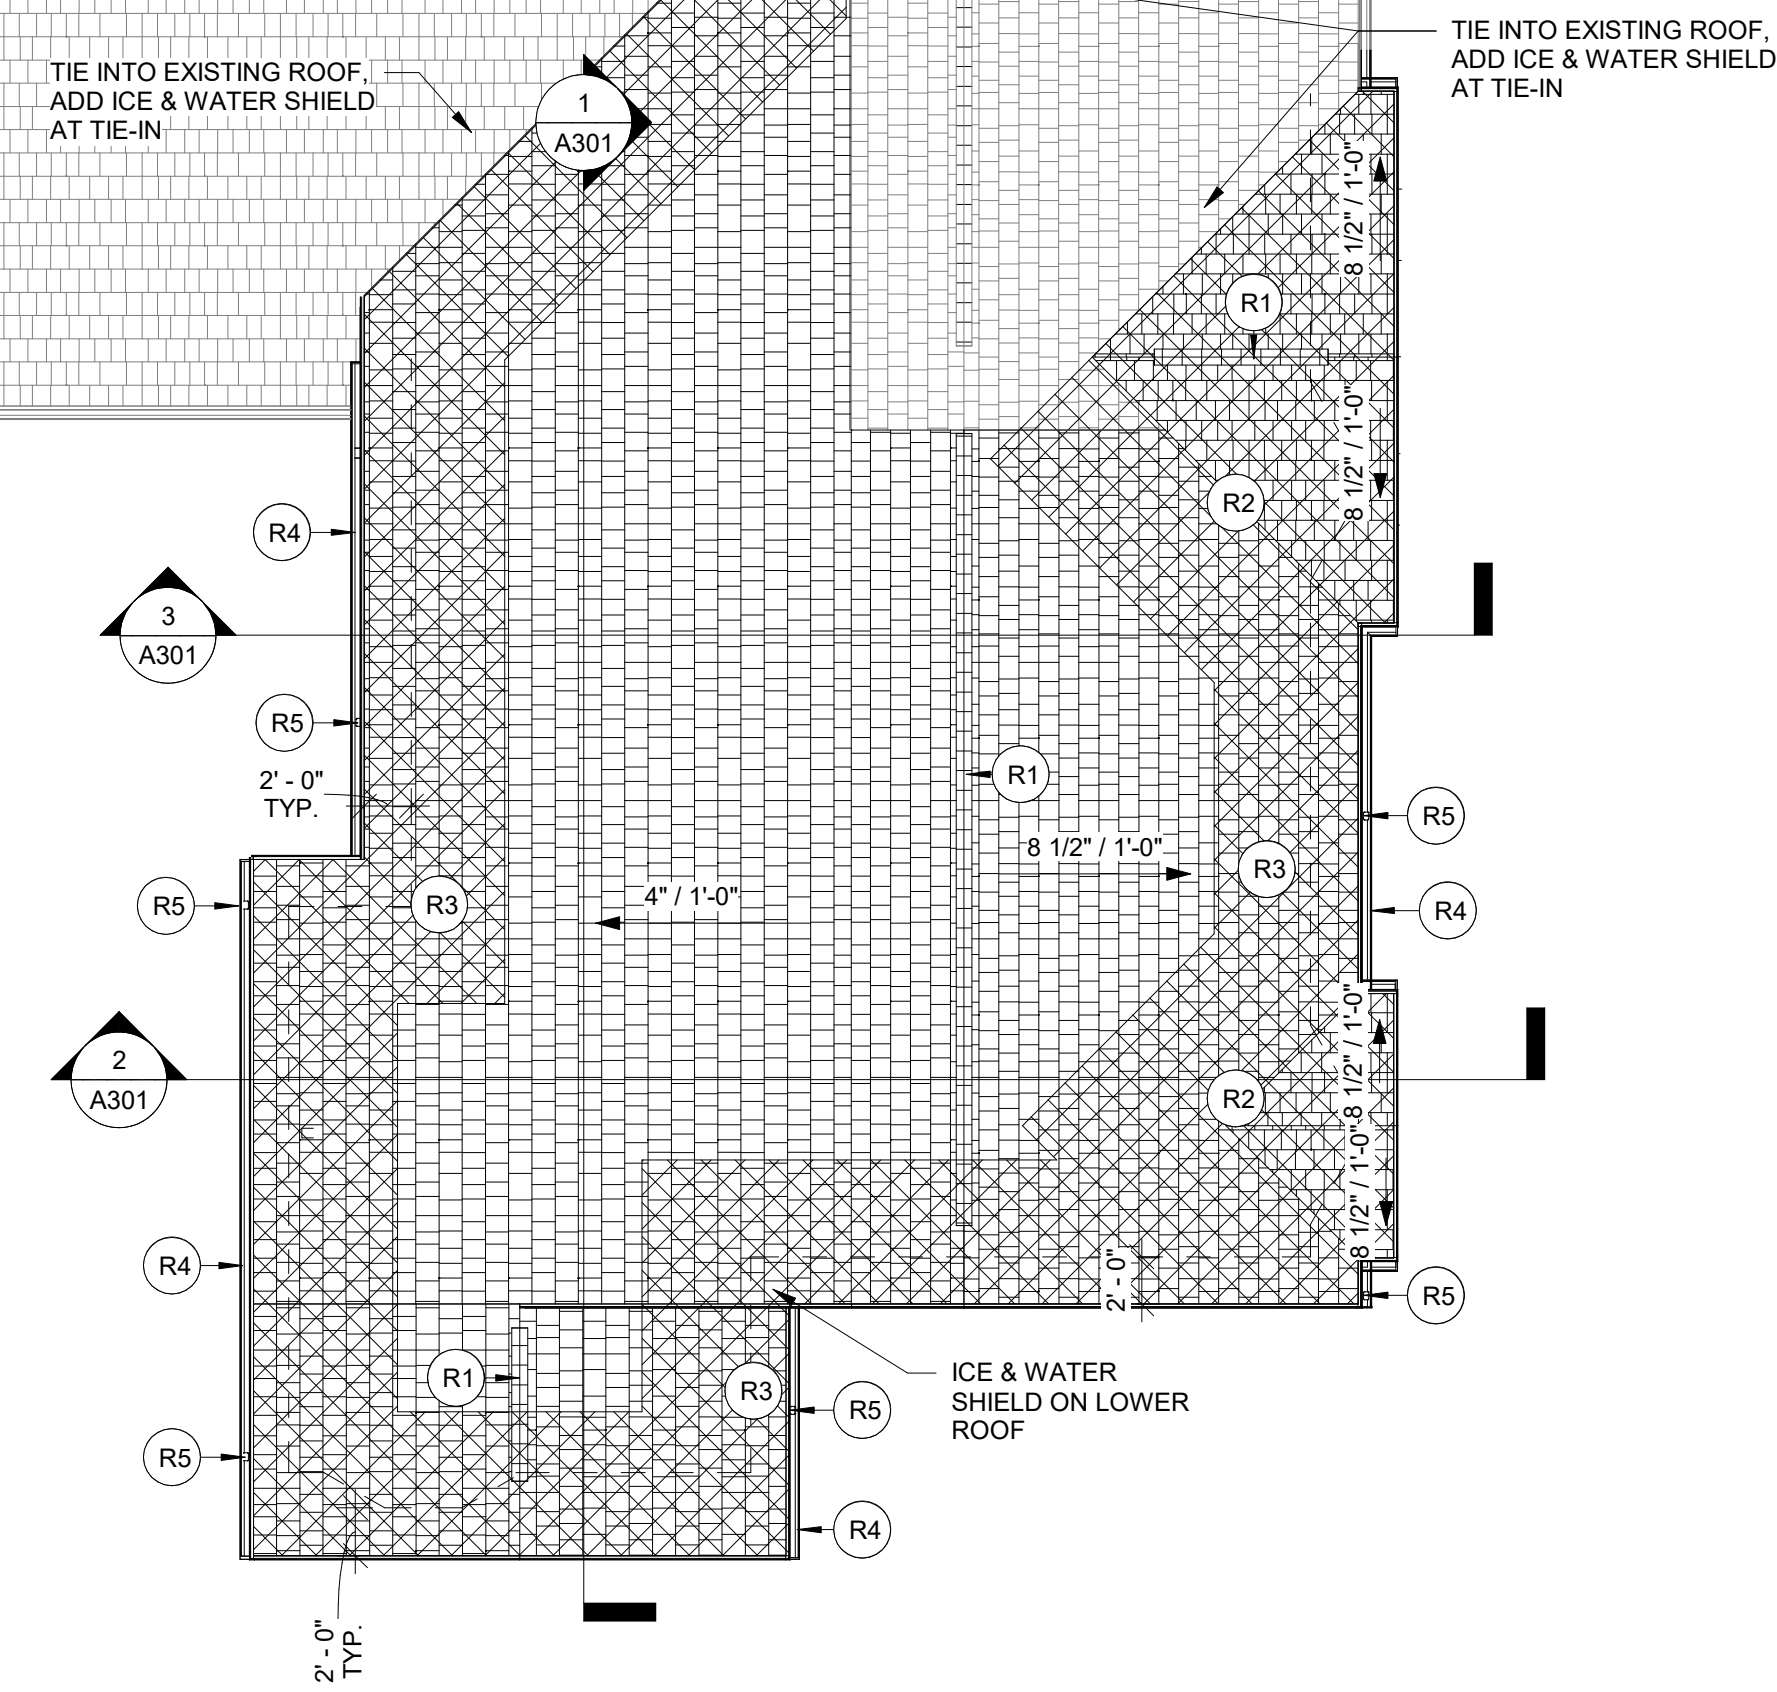 TIE INTO EXISTING ROOF,
ADD ICE & WATER SHIELD
AT TIE-IN
TIE INTO EXISTING ROOF,
ADD ICE & WATER SHIELD
AT TIE-IN
1
A301
8 1/2" / 1'-0"
R1
8 1/2" / 1'-0"
R2
R4
3
A301
R5
2' - 0"
TYP.
R1
R5
8 1/2" / 1'-0"
R3
4" / 1'-0"
R3
R5
R4
2
A301
8 1/2" / 1'-0"
R2
8 1/2" / 1'-0"
R4
2' - 0"
R5
R1
R3
R5
ICE & WATER
SHIELD ON LOWER
ROOF
R5
R4
2' - 0"
TYP.